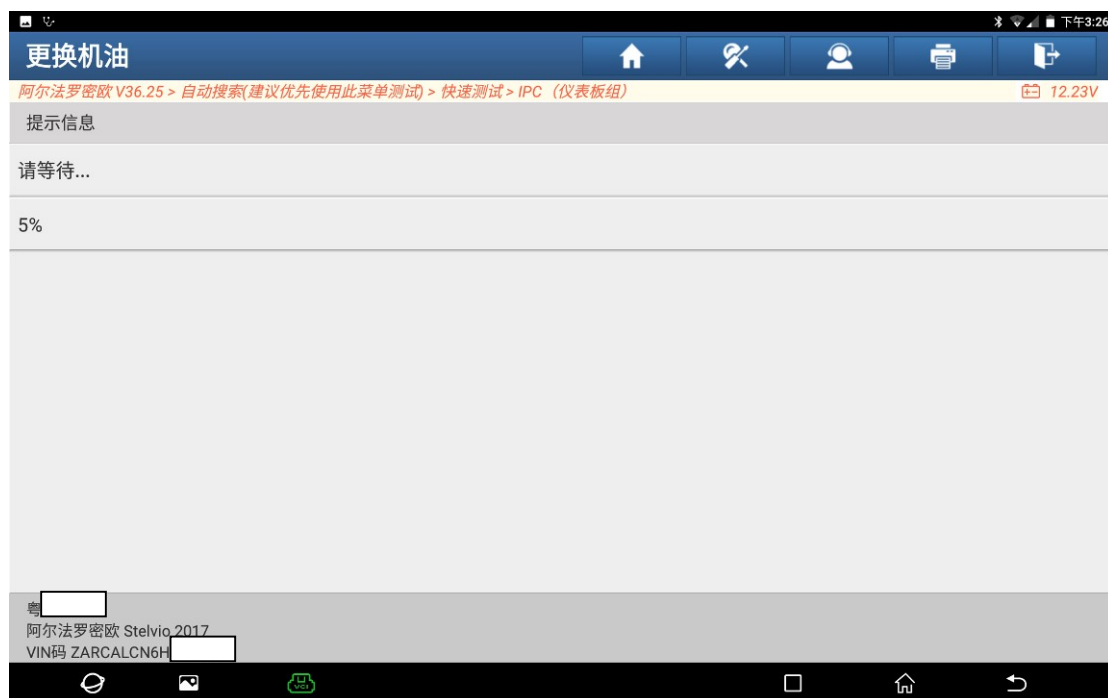 下午3:26
更换机油
阿尔法罗密欧 V36.25 > 自动搜索(建议优先使用此菜单测试) > 快速测试 > IPC（仪表板组） 12.23V
提示信息
请等待...
5%
粤
阿尔法罗密欧 Stelvio 2017
VIN码 ZARCALCN6H
VCI